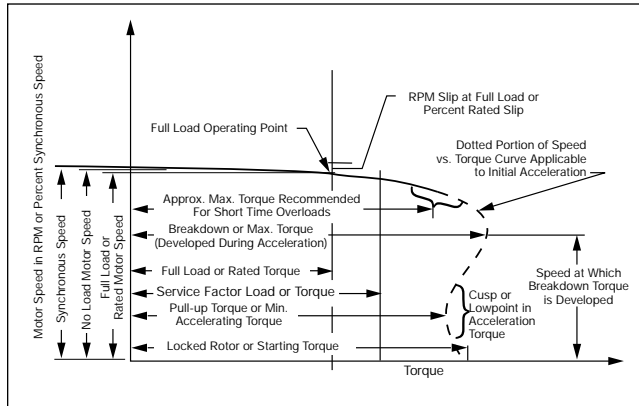 RPM Slip at Full Load or
Percent Rated Slip
Full Load Operating Point
Dotted Portion of Speed
vs. Torque Curve Applicable
to Initial Acceleration
Motor Speed in RPM or Percent Synchronous Speed
Synchronous Speed
No Load Motor Speed
Full Load or
Rated Motor Speed
Approx. Max. Torque Recommended
For Short Time Overloads
Breakdown or Max. Torque
(Developed During Acceleration)
Full Load or Rated Torque
Speed at Which
Breakdown Torque
is Developed
Service Factor Load or Torque
Pull-up Torque or Min.
Accelerating Torque
Cusp or
Lowpoint in
Acceleration
Torque
Locked Rotor or Starting Torque
Torque